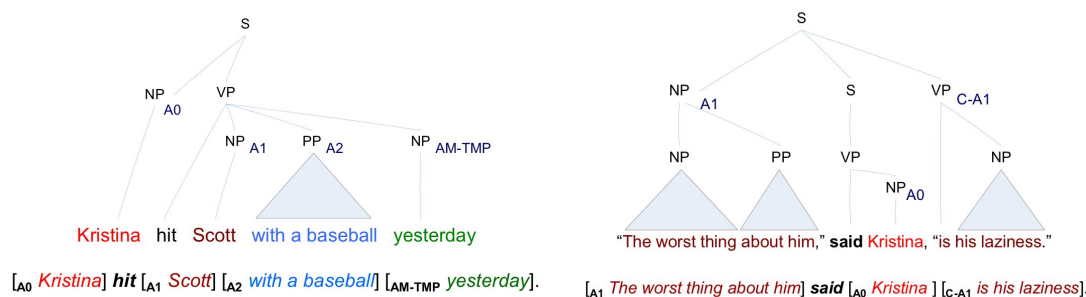 S
NP A0 VP
NP A1 PP A2 NP AM-TMP
Kristina hit Scott with a baseball yesterday
[A0 Kristina] hit [A1 Scott] [A2 with a baseball] [AM-TMP yesterday].
S
NP A1 S VP C-A1
NP PP VP NP
NP A0
“The worst thing about him,” said Kristina, “is his laziness.”
[A1 The worst thing about him] said [A0 Kristina ] [C-A1 is his laziness].